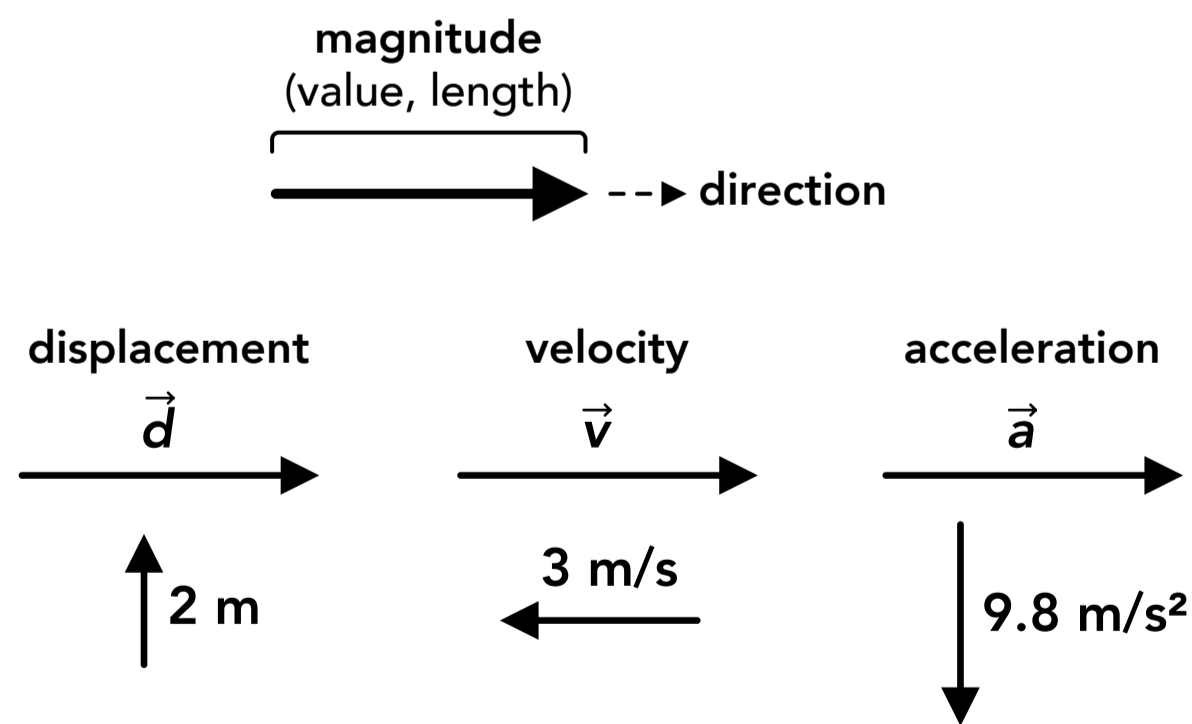 magnitude
(value, length)
direction
displacement
velocity
acceleration
d⃗
v⃗
a⃗
2 m
3 m/s
9.8 m/s²